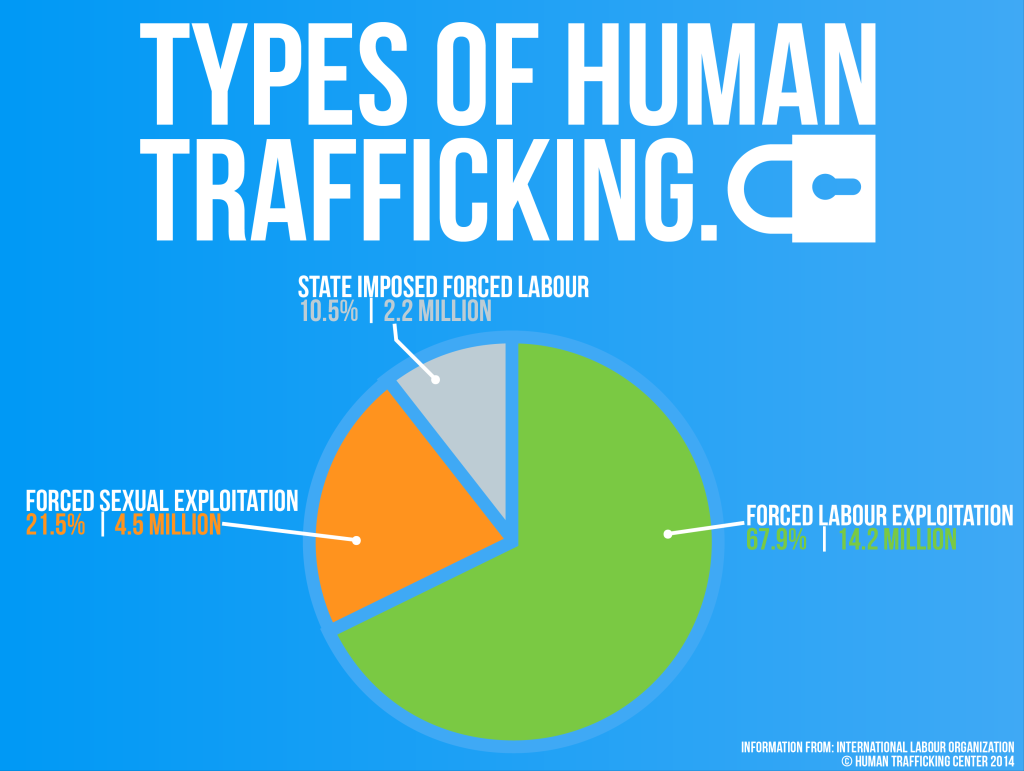 TYPES OF HUMAN
TRAFFICKING.
STATE IMPOSED FORCED LABOUR
10.5% | 2.2 MILLION
FORCED SEXUAL EXPLOITATION
21.5% | 4.5 MILLION
FORCED LABOUR EXPLOITATION
67.9% | 14.2 MILLION
INFORMATION FROM: INTERNATIONAL LABOUR ORGANIZATION
© HUMAN TRAFFICKING CENTER 2014